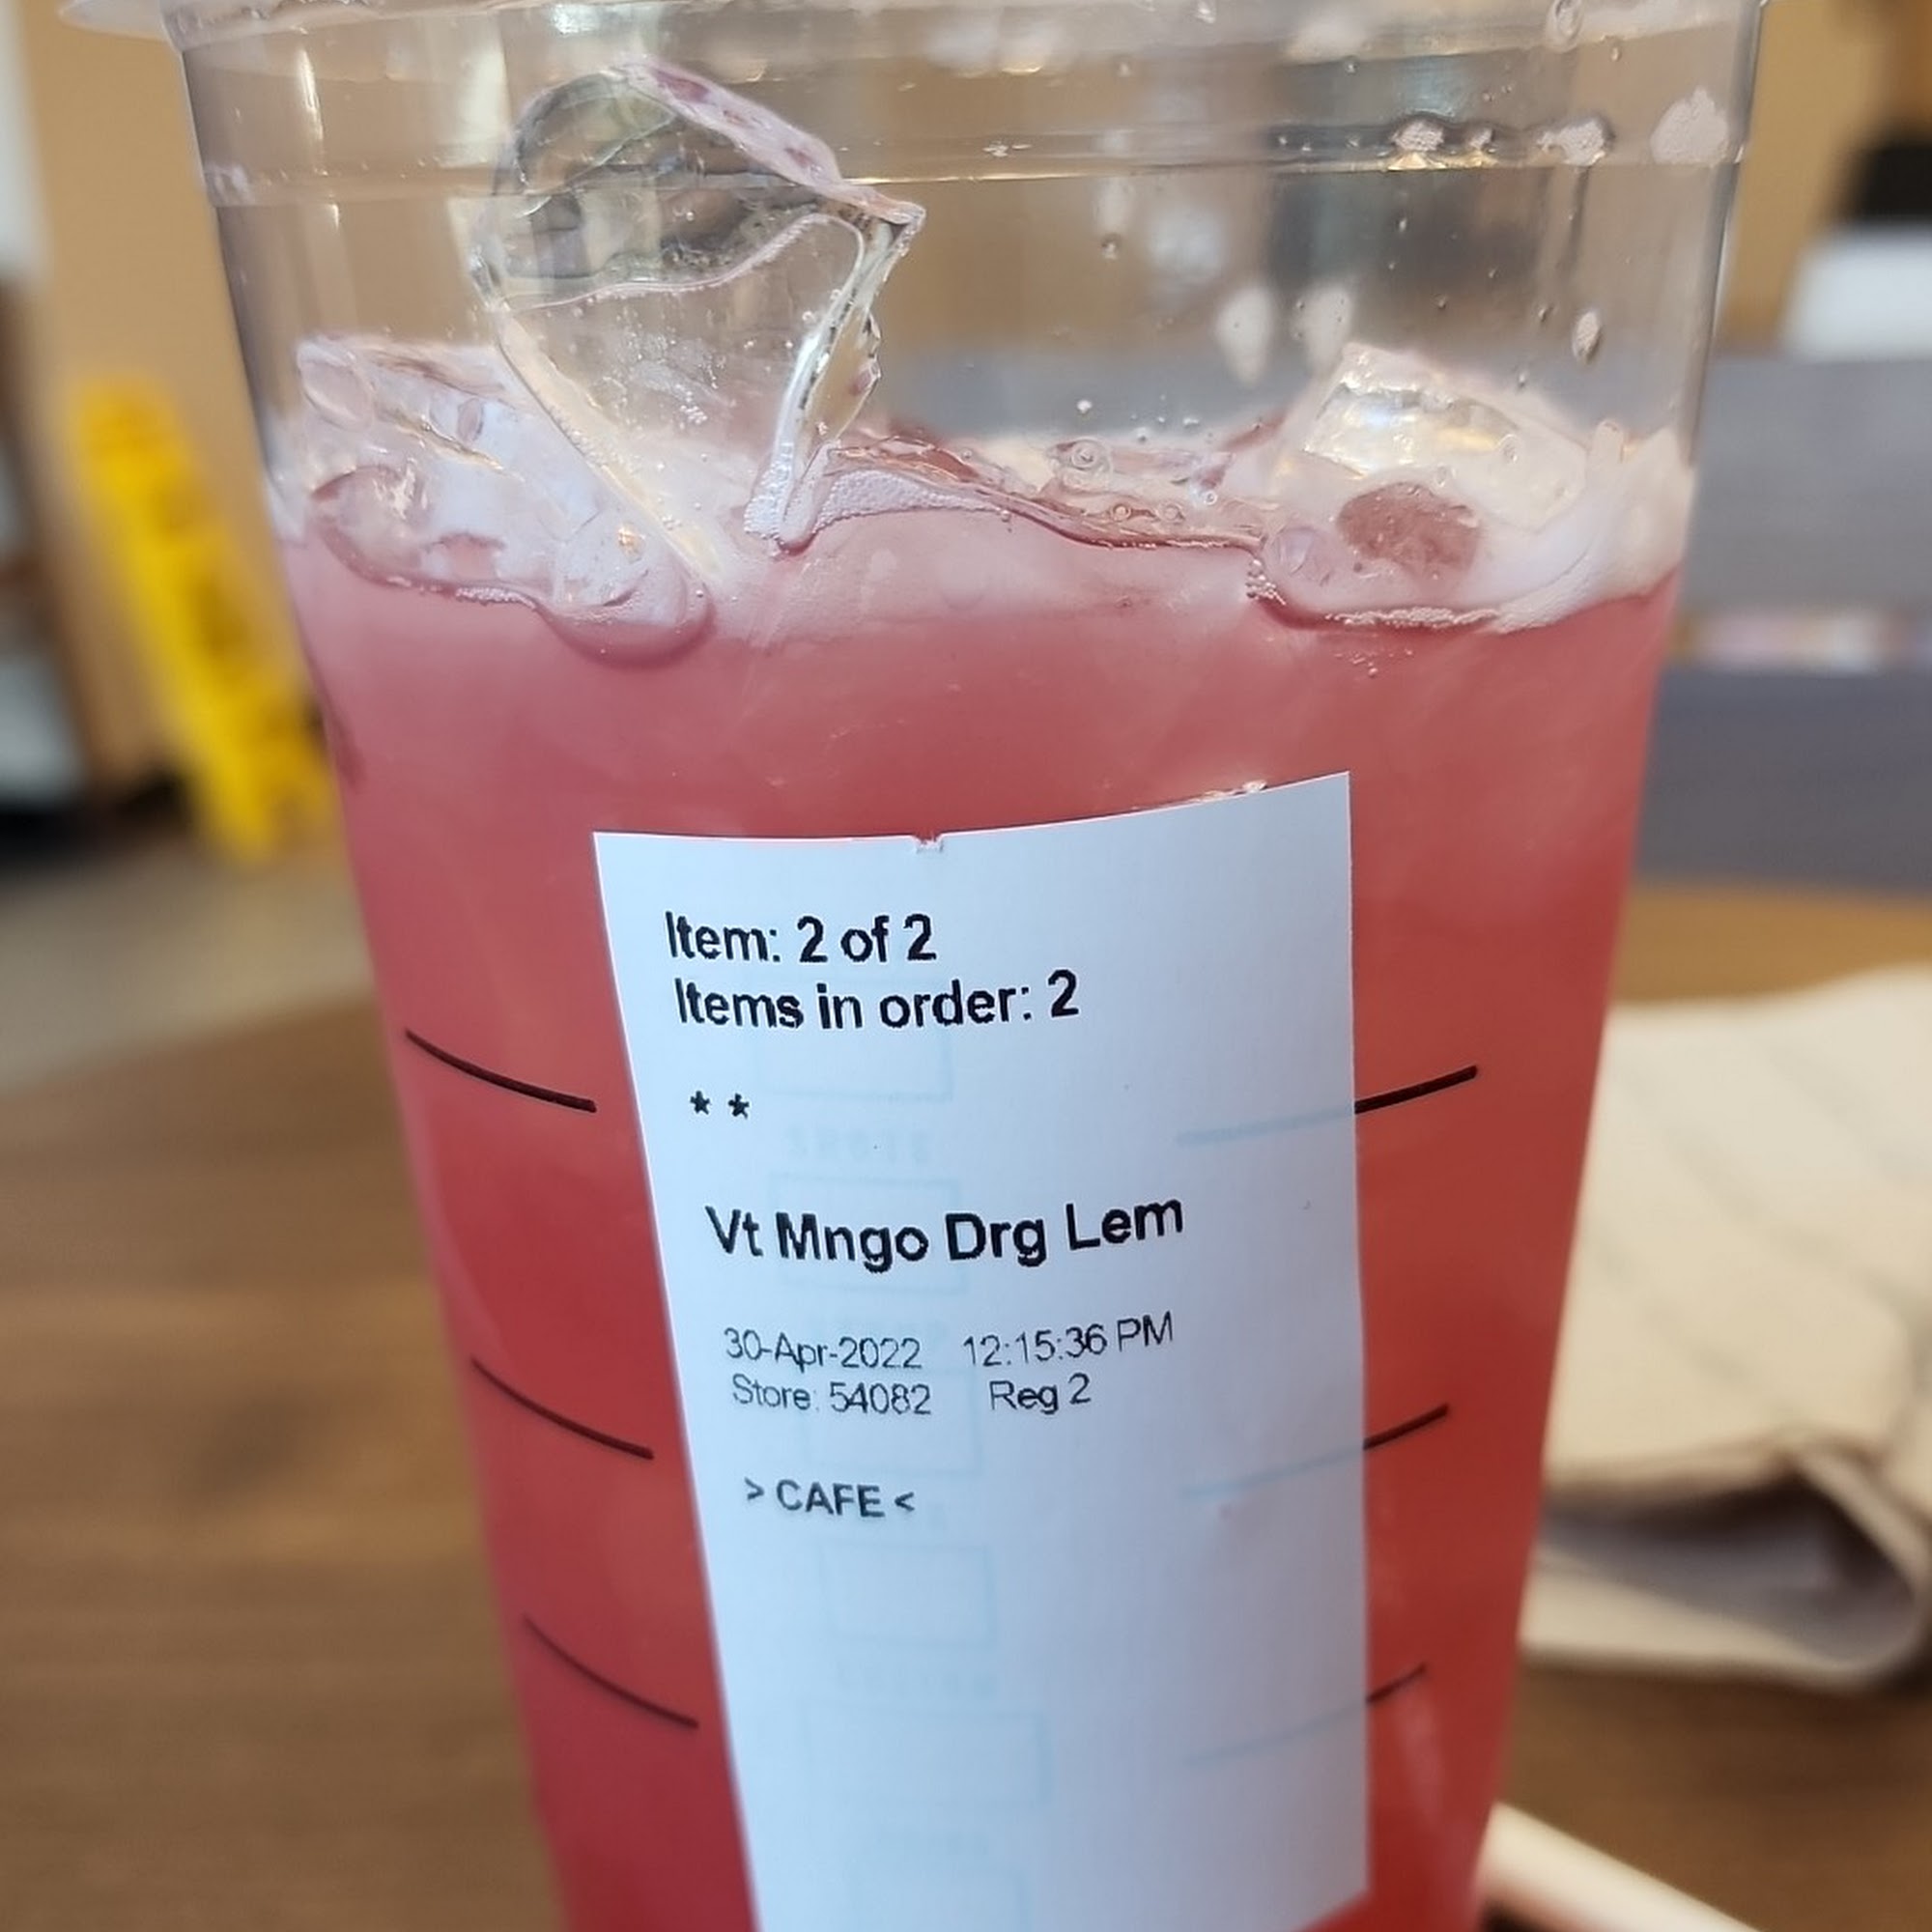 Item: 2 of 2
Items in order: 2
* *
Vt Mngo Drg Lem
30-Apr-2022 12:15:36 PM
Store: 54082 Reg 2
> CAFE <